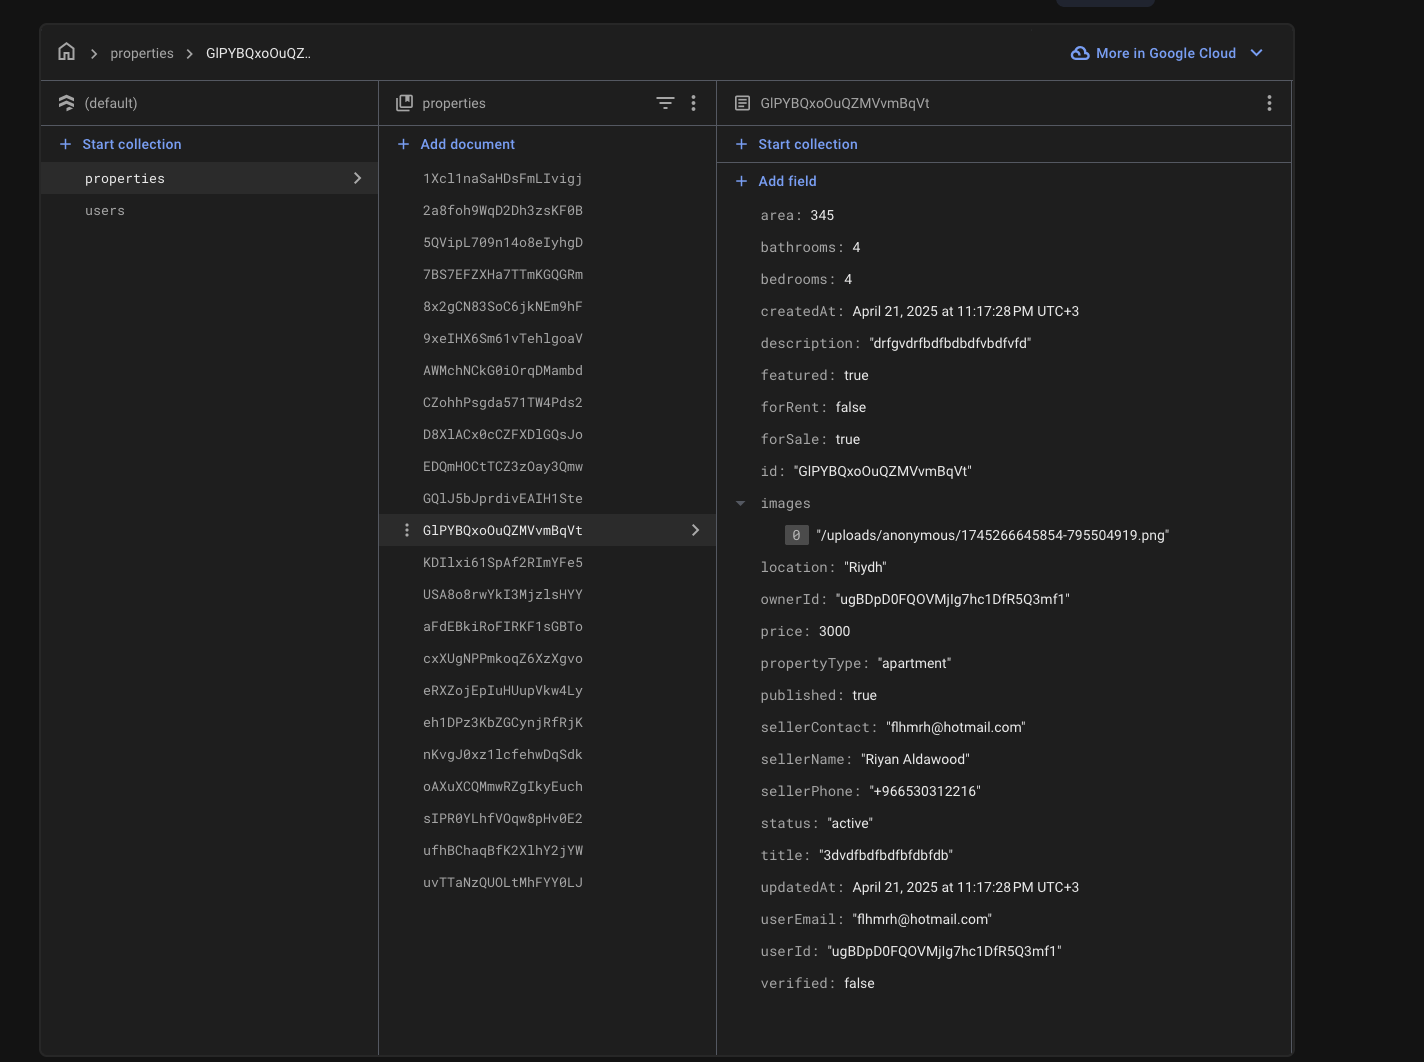 properties
GlPYBQxoOuQZ..
More in Google Cloud
(default)
Start collection
properties
users
properties
Add document
1Xcl1naSaHDsFmLIvigj
2a8foh9WqD2Dh3zsKF0B
5QVipL709n14o8eIyhgD
7BS7EFZXHa7TTmKGQGRm
8x2gCN83SoC6jkNEm9hF
9xeIHX6Sm61vTehlgoaV
AWMchNCkG0iOrqDMambd
CZohhPsgda571TW4Pds2
D8XlACx0cCZFXDlGQsJo
EDQmHOCtTCZ3zOay3Qmw
GQlJ5bJprdivEAIH1Ste
GlPYBQxoOuQZMVvmBqVt
KDIlxi61SpAf2RImYFe5
USA8o8rwYkI3MjzlsHYY
aFdEBkiRoFIRKF1sGBTo
cxXUgNPPmkoqZ6XzXgvo
eRXZojEpIuHUupVkw4Ly
eh1DPz3KbZGCynjRfRjK
nKvgJ0xz1lcfehwDqSdk
oAXuXCQMmwRZgIkyEuch
sIPR0YLhfVOqw8pHv0E2
ufhBChaqBfK2XlhY2jYW
uvTTaNzQUOLtMhFYY0LJ
GlPYBQxoOuQZMVvmBqVt
Start collection
Add field
area: 345
bathrooms: 4
bedrooms: 4
createdAt: April 21, 2025 at 11:17:28 PM UTC+3
description: "drfgvdrfbdfbdbdfvbdfvfd"
featured: true
forRent: false
forSale: true
id: "GlPYBQxoOuQZMVvmBqVt"
images
0 "/uploads/anonymous/1745266645854-795504919.png"
location: "Riydh"
ownerId: "ugBDpD0FQOVMjIg7hc1DfR5Q3mf1"
price: 3000
propertyType: "apartment"
published: true
sellerContact: "flhmrh@hotmail.com"
sellerName: "Riyan Aldawood"
sellerPhone: "+966530312216"
status: "active"
title: "3dvdfbdfbdfbfdbfdb"
updatedAt: April 21, 2025 at 11:17:28 PM UTC+3
userEmail: "flhmrh@hotmail.com"
userId: "ugBDpD0FQOVMjIg7hc1DfR5Q3mf1"
verified: false